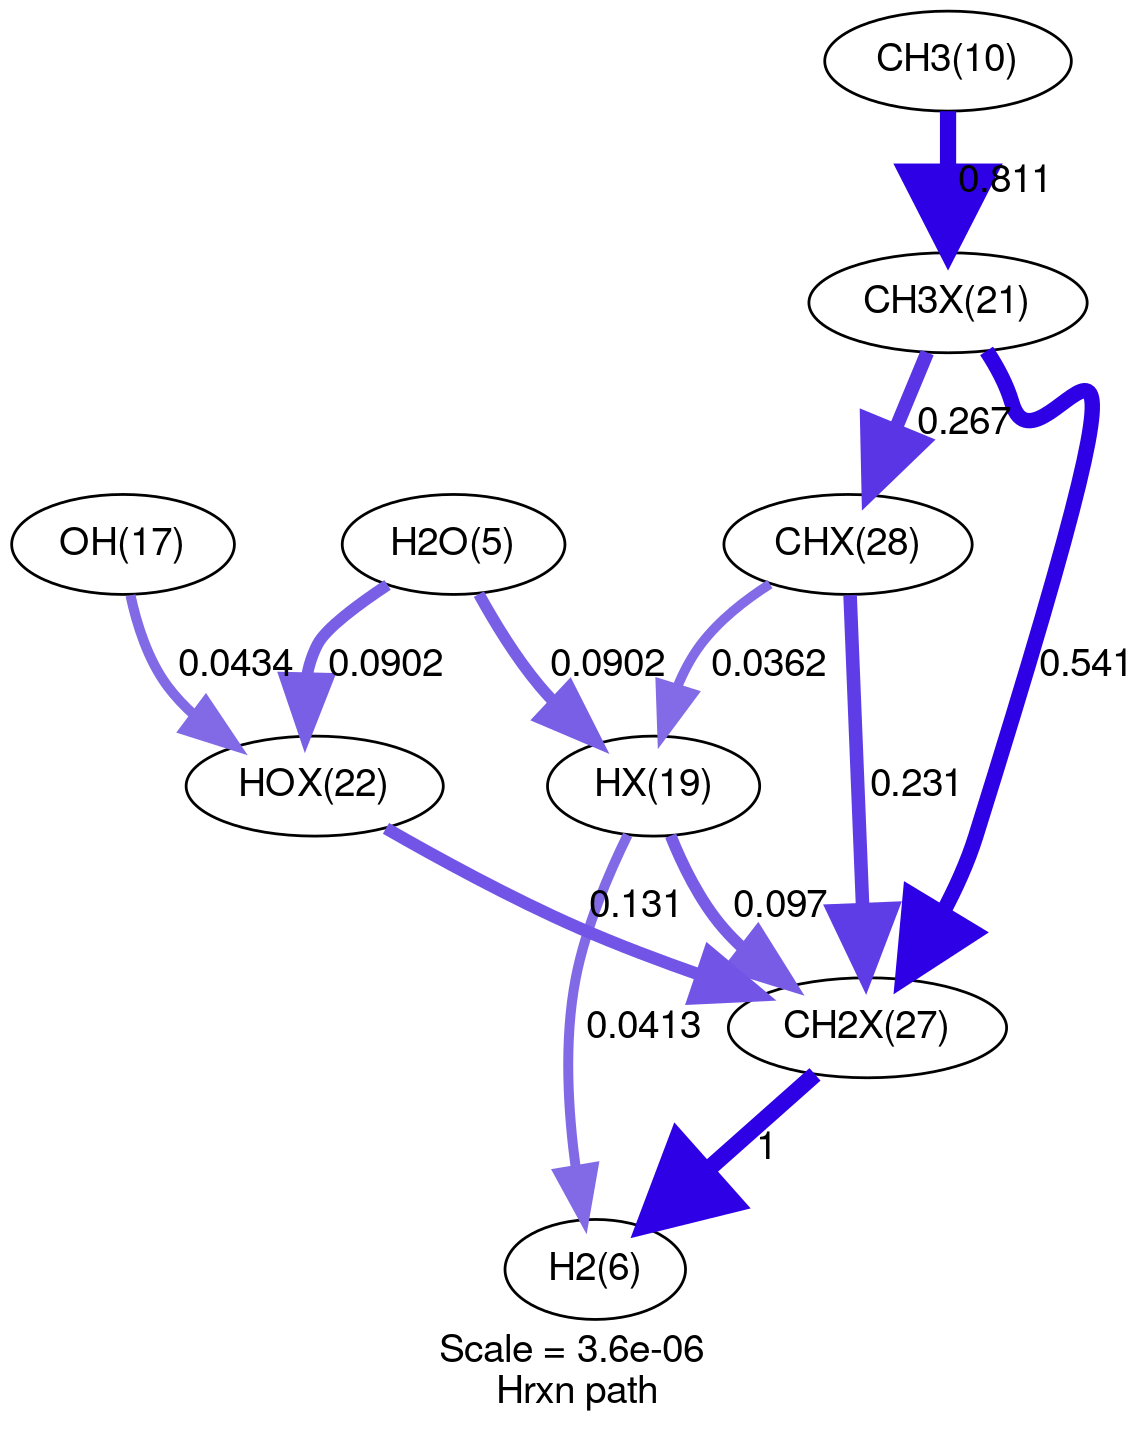 CH3(10)
0.811
CH3X(21)
0.267
OH(17)
H2O(5)
CHX(28)
0.0434
0.0902
0.0902
0.0362
0.541
HOX(22)
HX(19)
0.231
0.131
0.097
0.0413
CH2X(27)
1
H2(6)
Scale = 3.6e-06
Hrxn path